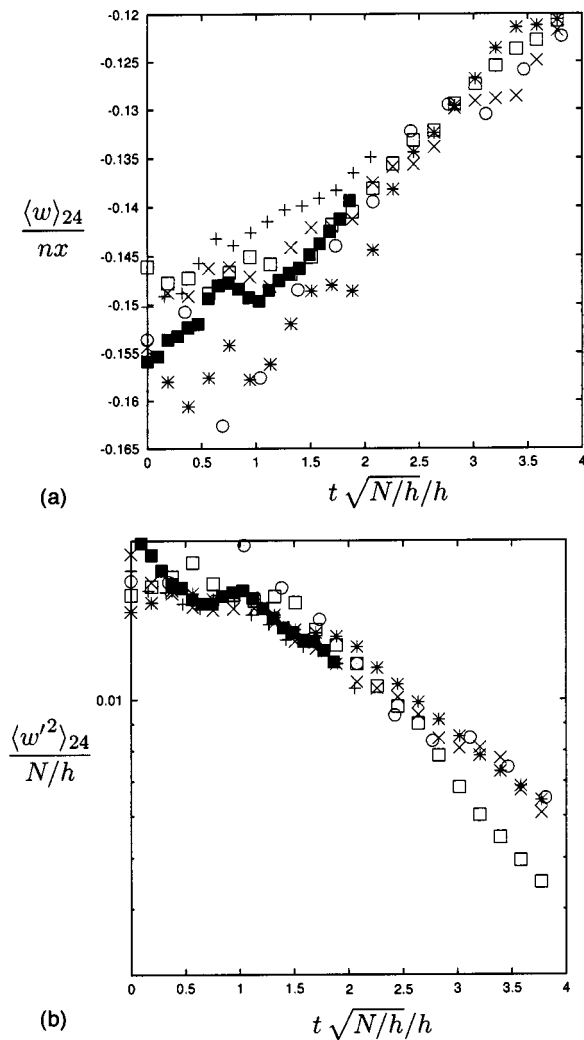 -0.12
-0.125
-0.13
-0.135
-0.14
-0.145
-0.15
-0.155
-0.16
-0.165
⟨w⟩₂₄
nx
0 0.5 1 1.5 2 2.5 3 3.5 4
(a)
t √N/h/h
0.01
⟨w′²⟩₂₄
N/h
0 0.5 1 1.5 2 2.5 3 3.5 4
(b)
t √N/h/h